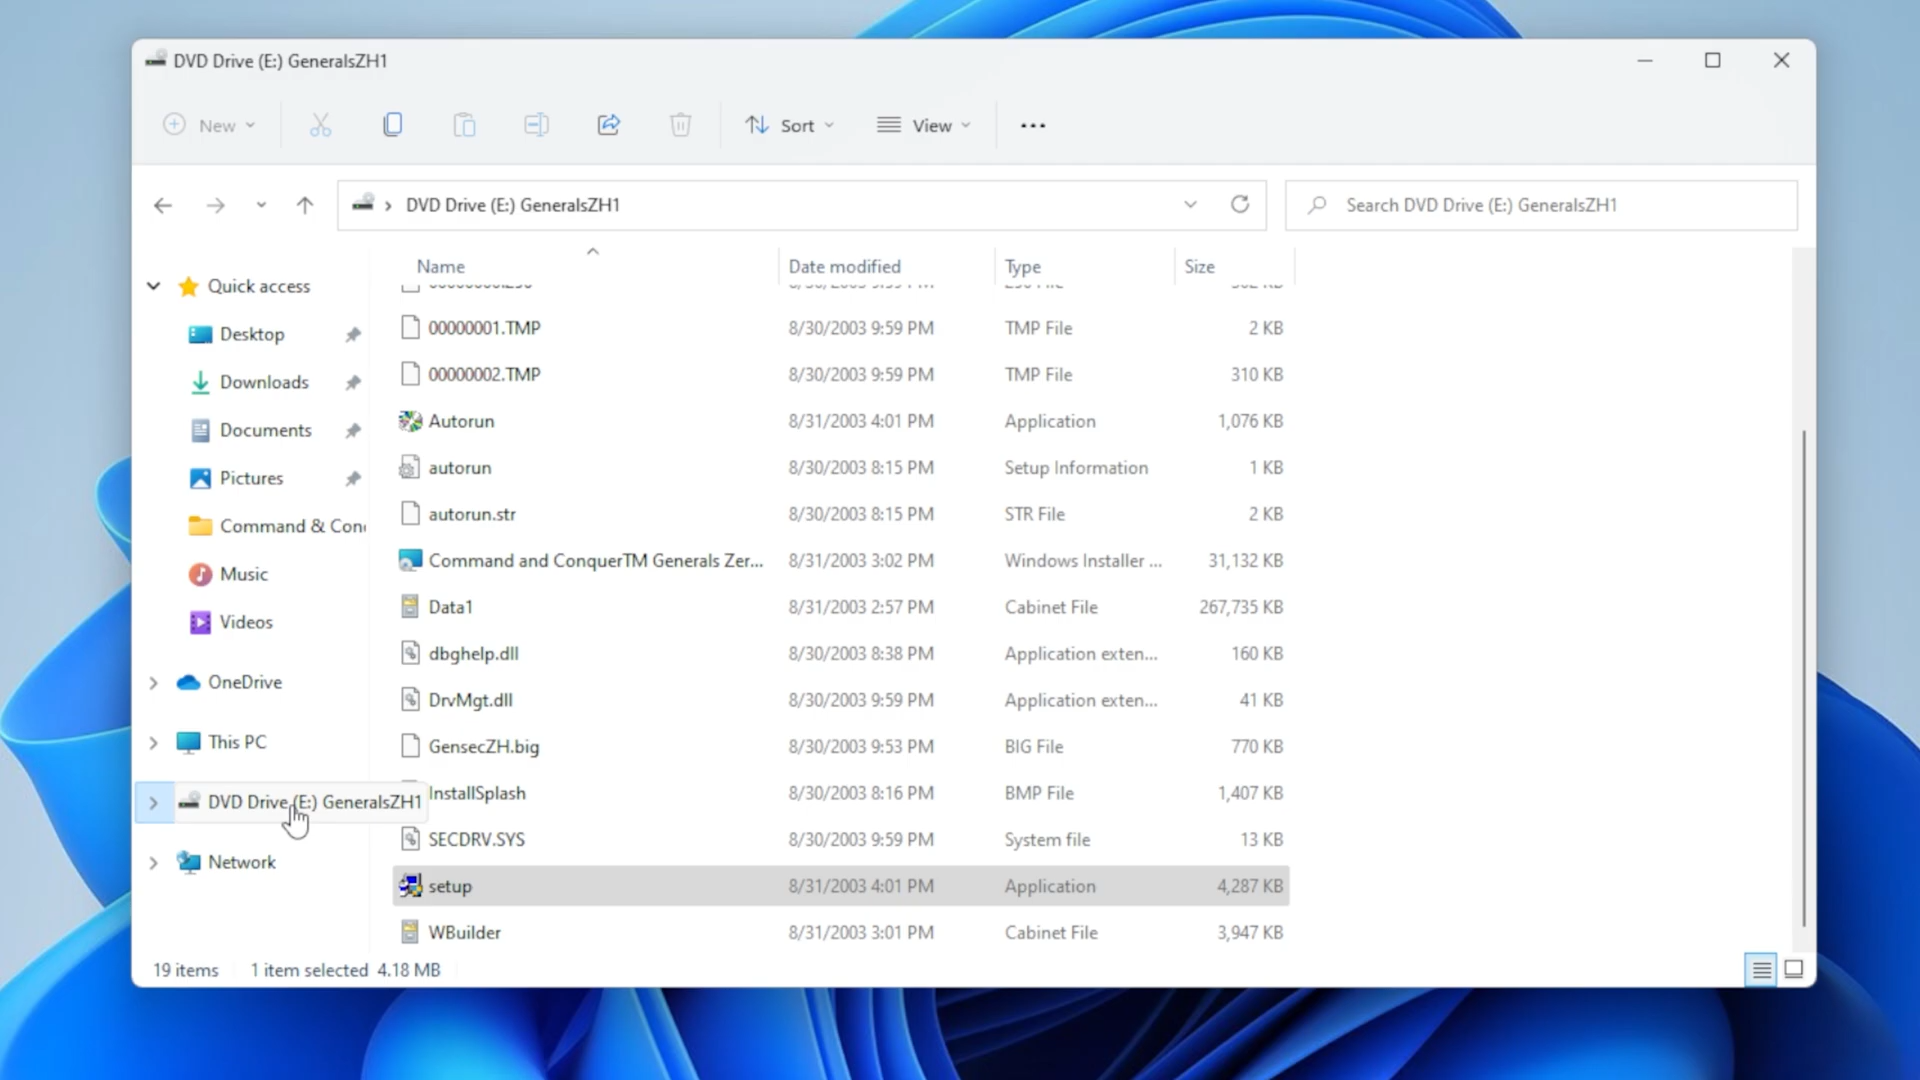 DVD Drive (E:) GeneralsZH1
New
Sort
View
DVD Drive (E:) GeneralsZH1
Search DVD Drive (E:) GeneralsZH1
Name Date modified Type Size
Quick access
Desktop
Downloads
Documents
Pictures
Command & Con
Music
Videos
OneDrive
This PC
DVD Drive (E:) GeneralsZH1
Network
00000001.TMP 8/30/2003 9:59 PM TMP File 2 KB
00000002.TMP 8/30/2003 9:59 PM TMP File 310 KB
Autorun 8/31/2003 4:01 PM Application 1,076 KB
autorun 8/30/2003 8:15 PM Setup Information 1 KB
autorun.str 8/30/2003 8:15 PM STR File 2 KB
Command and ConquerTM Generals Zer... 8/31/2003 3:02 PM Windows Installer ... 31,132 KB
Data1 8/31/2003 2:57 PM Cabinet File 267,735 KB
dbghelp.dll 8/30/2003 8:38 PM Application exten... 160 KB
DrvMgt.dll 8/30/2003 9:59 PM Application exten... 41 KB
GensecZH.big 8/30/2003 9:53 PM BIG File 770 KB
InstallSplash 8/30/2003 8:16 PM BMP File 1,407 KB
SECDRV.SYS 8/30/2003 9:59 PM System file 13 KB
setup 8/31/2003 4:01 PM Application 4,287 KB
WBuilder 8/31/2003 3:01 PM Cabinet File 3,947 KB
19 items 1 item selected 4.18 MB